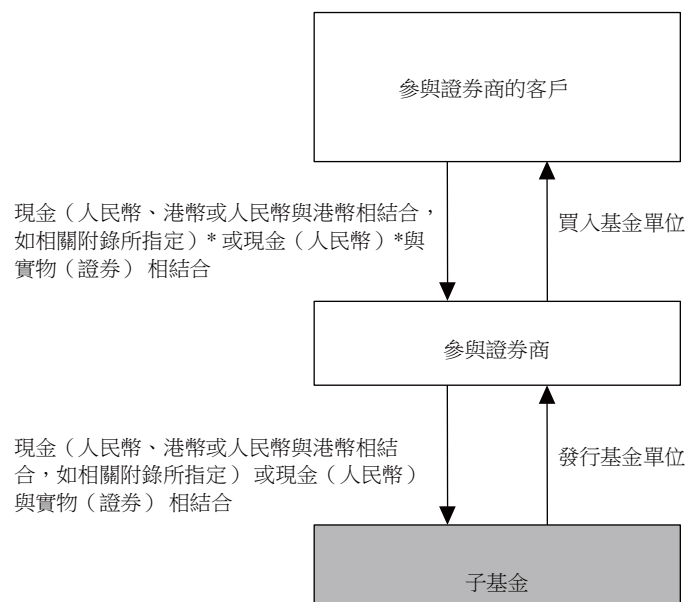 參與證券商的客戶
現金（人民幣、港幣或人民幣與港幣相結合，
如相關附錄所指定）* 或現金（人民幣）*與
實物（證券） 相結合
買入基金單位
參與證券商
現金（人民幣、港幣或人民幣與港幣相結
合，如相關附錄所指定） 或現金（人民幣）
與實物（證券） 相結合
發行基金單位
子基金